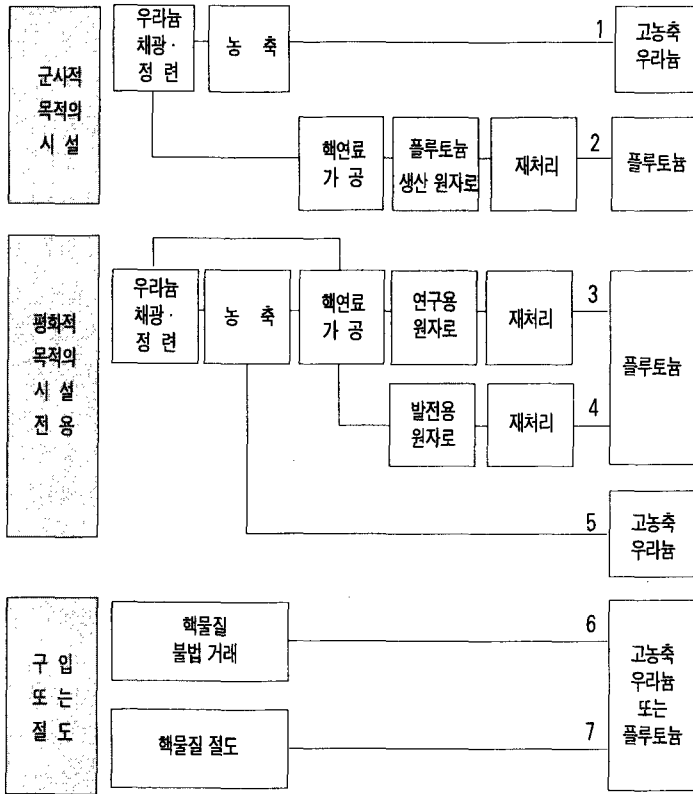 군사적
목적의
시 설
우라늄
채광·
정 련
농 축
1
고농축
우라늄
핵연료
가 공
플루토늄
생산 원자로
재처리
2
플루토늄
평화적
목적의
시 설
전 용
우라늄
채광·
정 련
농 축
핵연료
가 공
연구용
원자로
재처리
3
플루토늄
발전용
원자로
재처리
4
5
고농축
우라늄
구 입
또 는
절 도
핵물질
불법 거래
6
고농축
우라늄
또는
플루토늄
핵물질 절도
7